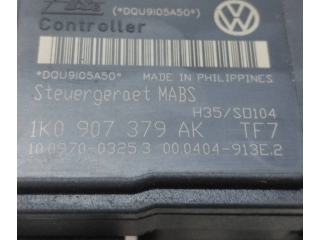 (*DQU9I05A50*)
Controller
*DQU9I05A50* MADE IN PHILIPPINES
Steuergeraet MABS
H35/SD104
1K0 907 379 AK TF7
10.0970-0325.3 00.0404-913E.2